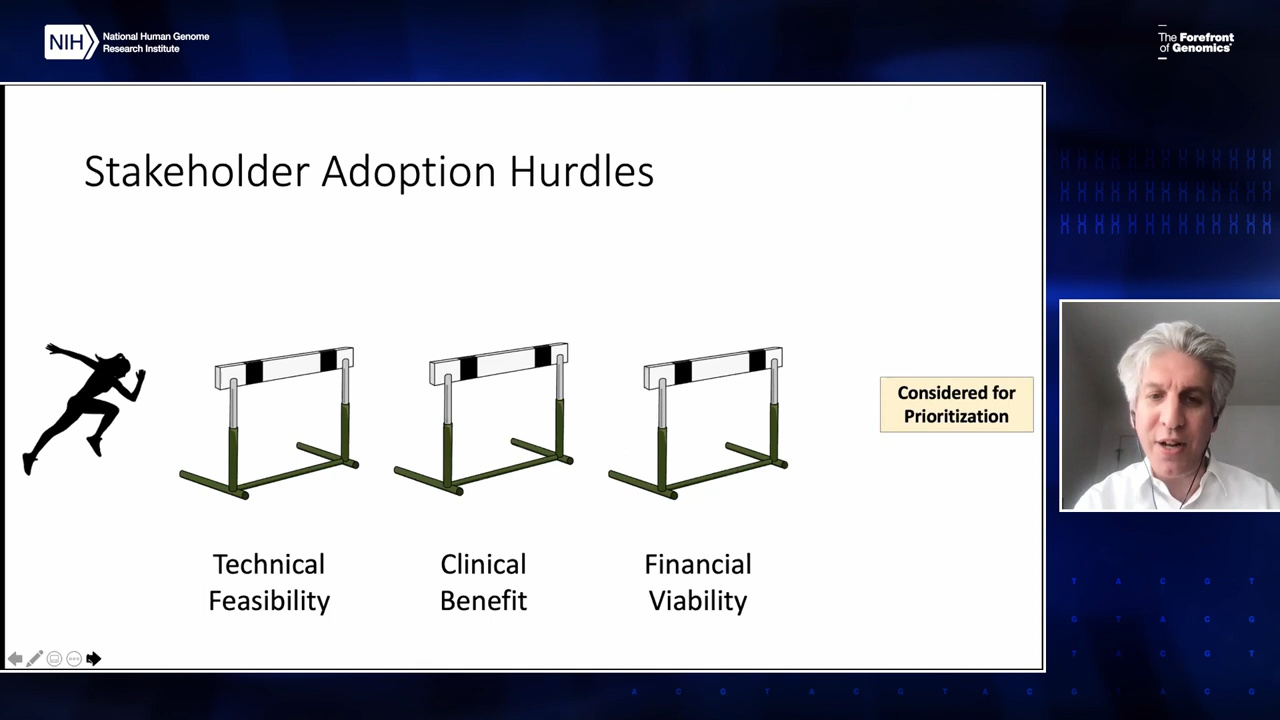 NIH
National Human Genome
Research Institute
The Forefront
of Genomics®
Stakeholder Adoption Hurdles
Considered for
Prioritization
Technical
Feasibility
Clinical
Benefit
Financial
Viability
T A C G T
G T A C G
T A C G T
A C G T A C G T A C G T A C G